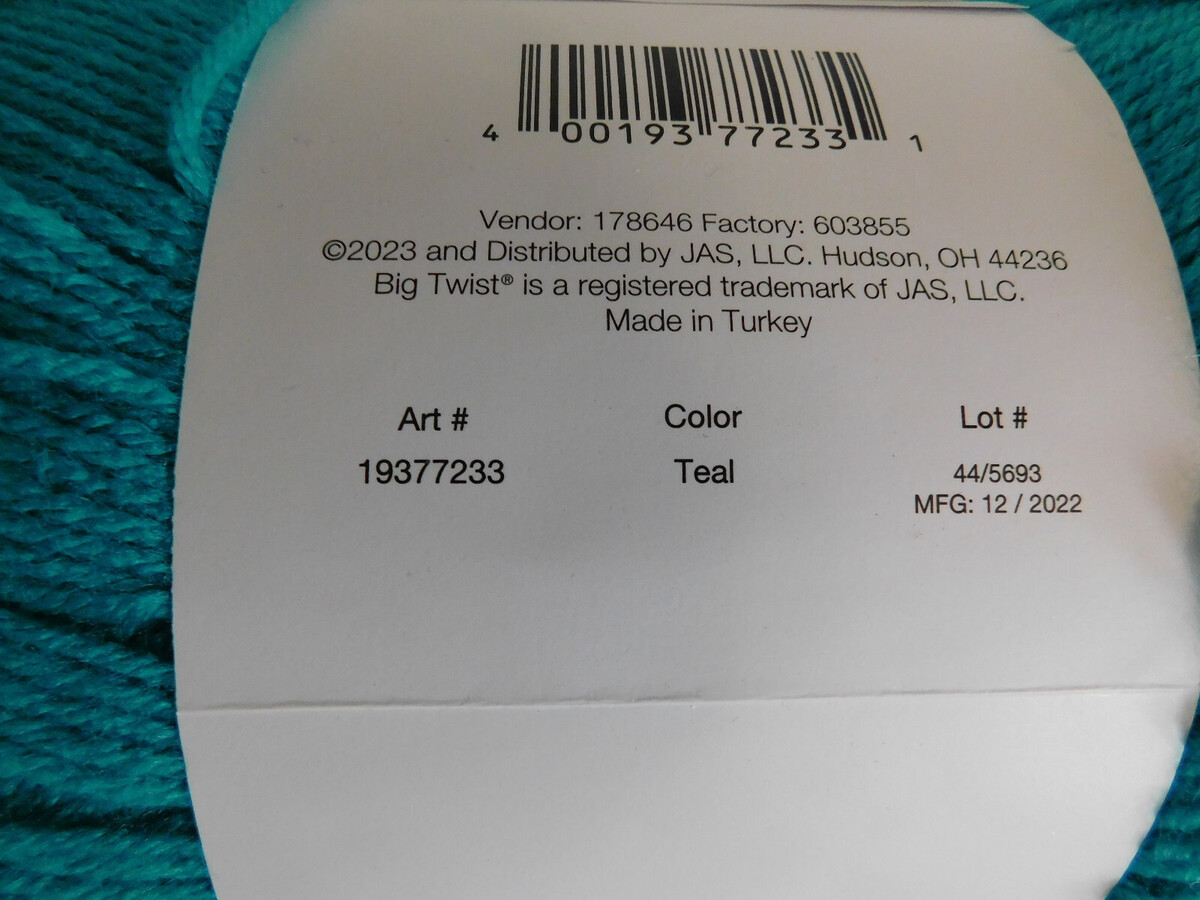 4 00193 77233 1
Vendor: 178646 Factory: 603855
©2023 and Distributed by JAS, LLC. Hudson, OH 44236
Big Twist® is a registered trademark of JAS, LLC.
Made in Turkey
Art # Color Lot #
19377233 Teal 44/5693
MFG: 12 / 2022